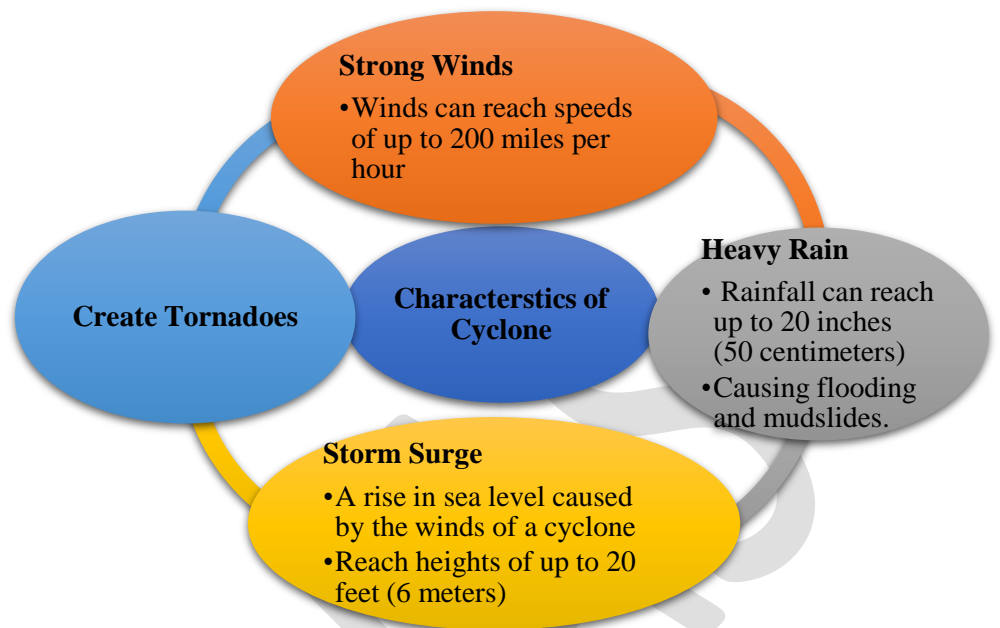 Strong Winds
•Winds can reach speeds
of up to 200 miles per
hour
Heavy Rain
• Rainfall can reach
up to 20 inches
(50 centimeters)
•Causing flooding
and mudslides.
Storm Surge
•A rise in sea level caused
by the winds of a cyclone
•Reach heights of up to 20
feet (6 meters)
Create Tornadoes
Characterstics of
Cyclone